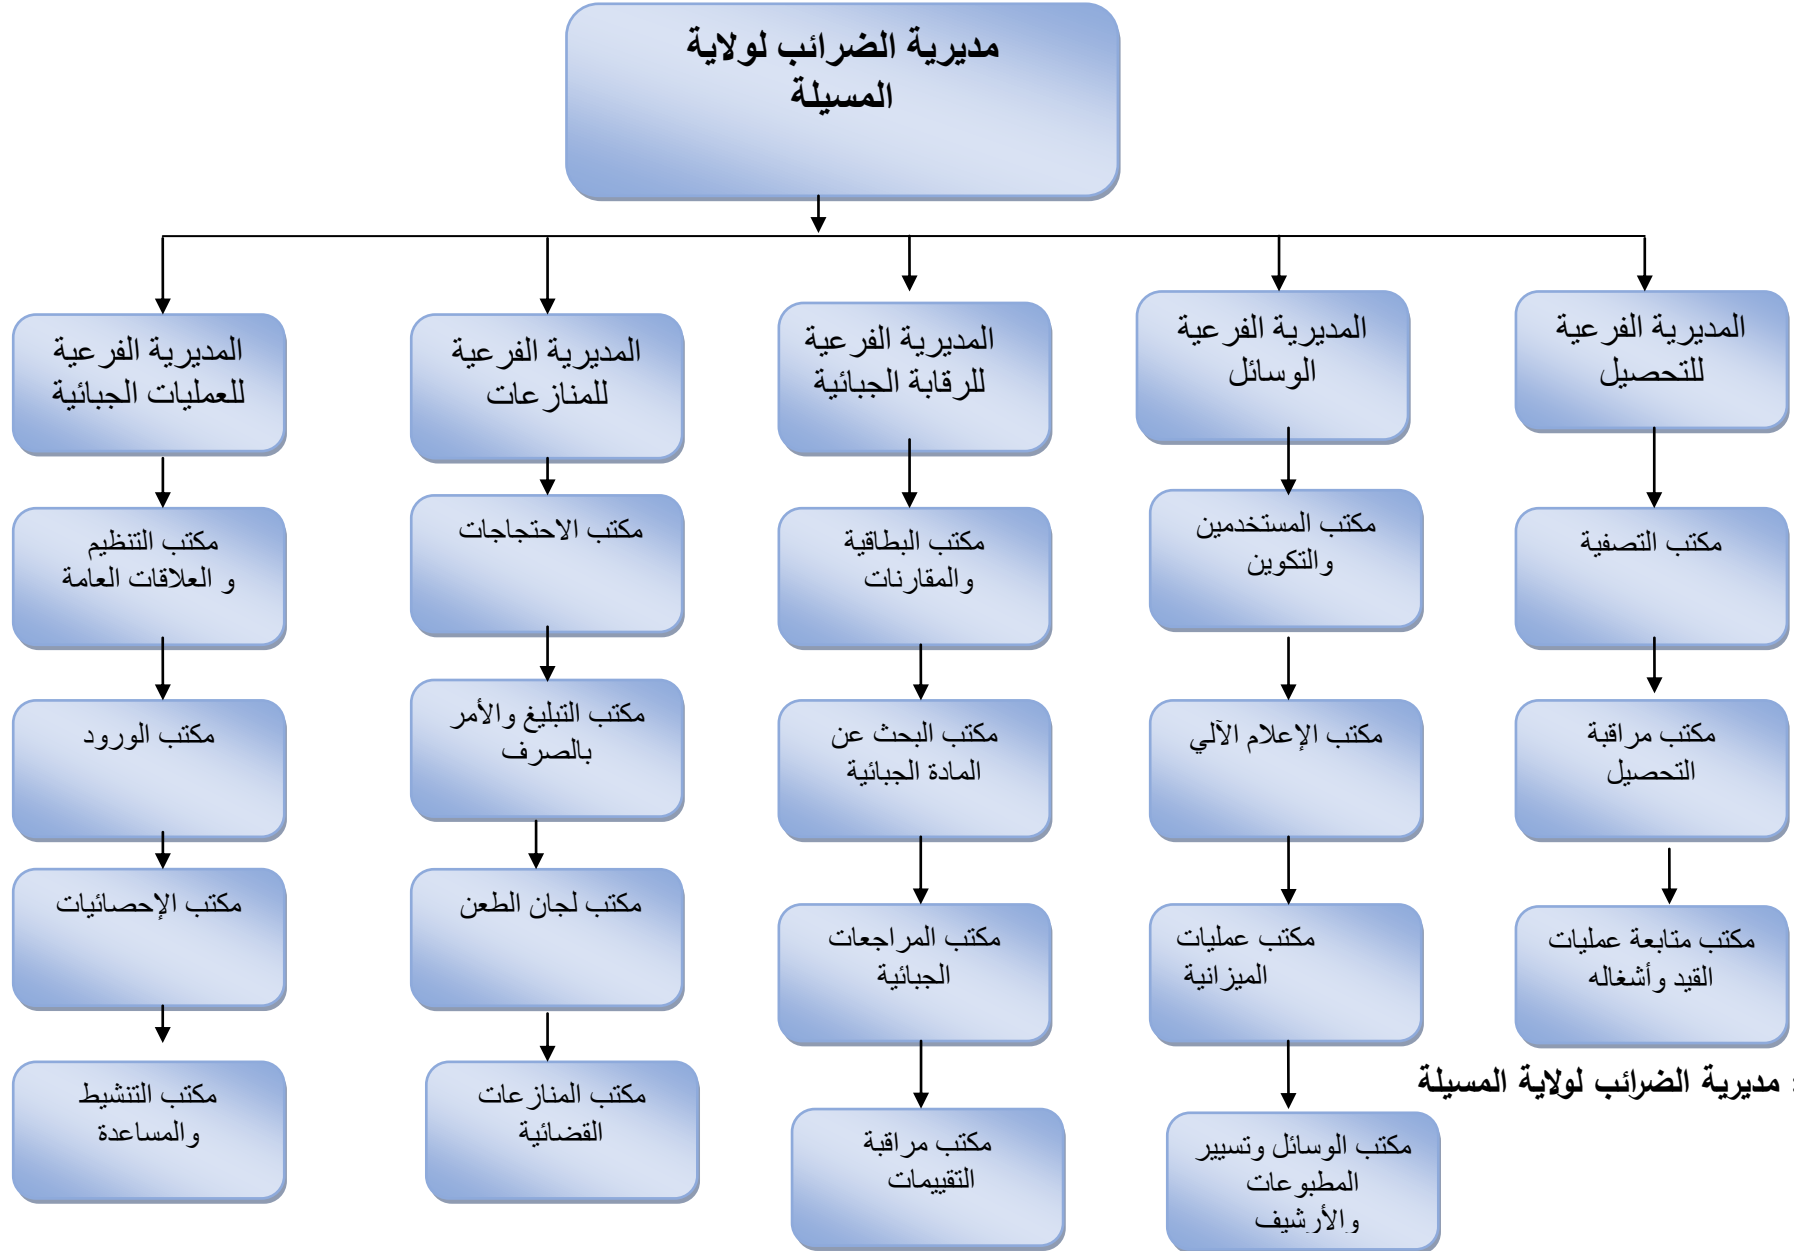 مديرية الضرائب لولاية
المسيلة
المديرية الفرعية
للتحصيل
المديرية الفرعية
الوسائل
المديرية الفرعية
للرقابة الجبائية
المديرية الفرعية
للمنازعات
المديرية الفرعية
للعمليات الجبائية
مكتب التصفية
مكتب المستخدمين
والتكوين
مكتب البطاقية
والمقارنات
مكتب الاحتجاجات
مكتب التنظيم
و العلاقات العامة
مكتب مراقبة
التحصيل
مكتب الإعلام الآلي
مكتب البحث عن
المادة الجبائية
مكتب التبليغ والأمر
بالصرف
مكتب الورود
مكتب متابعة عمليات
القيد وأشغاله
مكتب عمليات
الميزانية
مكتب المراجعات
الجبائية
مكتب لجان الطعن
مكتب الإحصائيات
: مديرية الضرائب لولاية المسيلة
مكتب الوسائل وتسيير
المطبوعات
والأرشيف
مكتب مراقبة
التقييمات
مكتب المنازعات
القضائية
مكتب التنشيط
والمساعدة